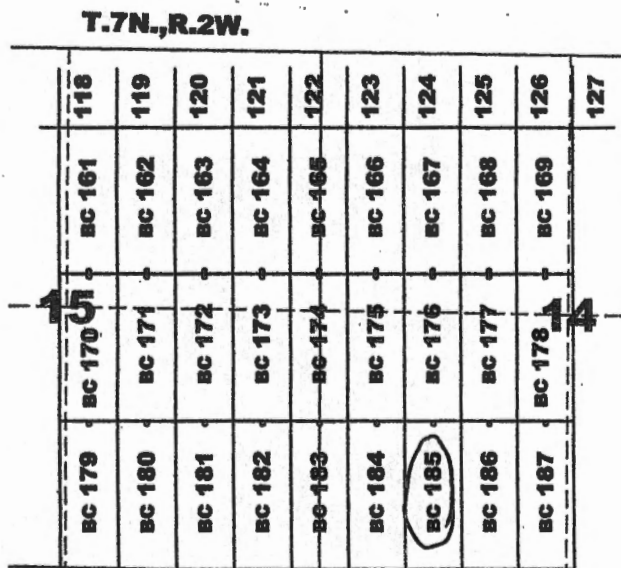 T.7N.,R.2W.
118
119
120
121
122
123
124
125
126
127
BC 161
BC 162
BC 163
BC 164
BC 165
BC 166
BC 167
BC 168
BC 169
15
14
BC 170
BC 171
BC 172
BC 173
BC 174
BC 175
BC 176
BC 177
BC 178
BC 179
BC 180
BC 181
BC 182
BC 183
BC 184
BC 185
BC 186
BC 187